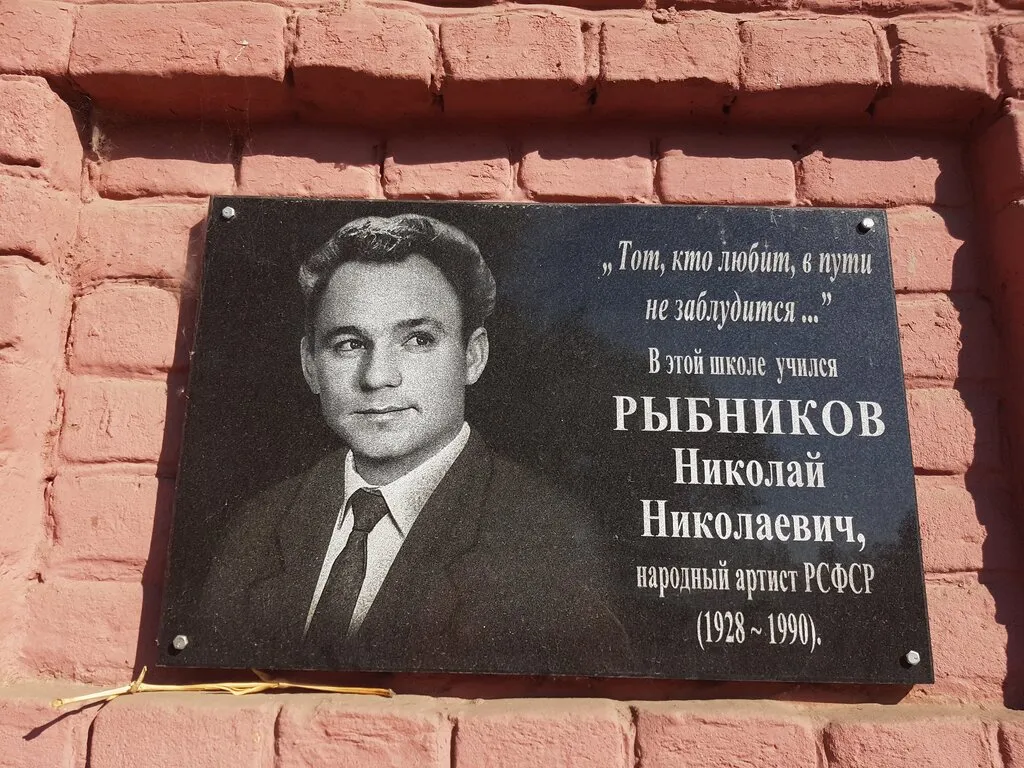 „Тот, кто любит, в пути
не заблудится ..."
В этой школе учился
РЫБНИКОВ
Николай
Николаевич,
народный артист РСФСР
(1928 ~ 1990).